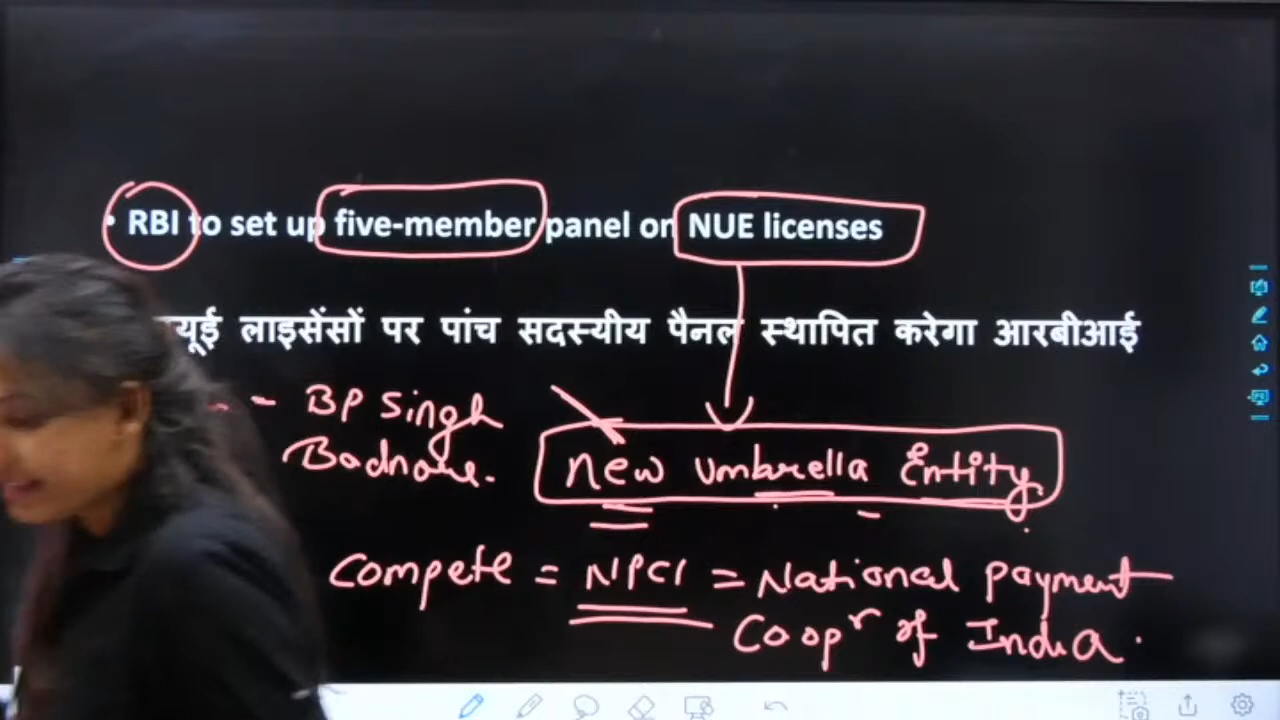 • RBI to set up five-member panel on NUE licenses
यूई लाइसेंसों पर पांच सदस्यीय पैनल स्थापित करेगा आरबीआई
- BP Singh
Badnore.
New Umbrella Entity
Compete = NPCI = National payment
Coopr of India.